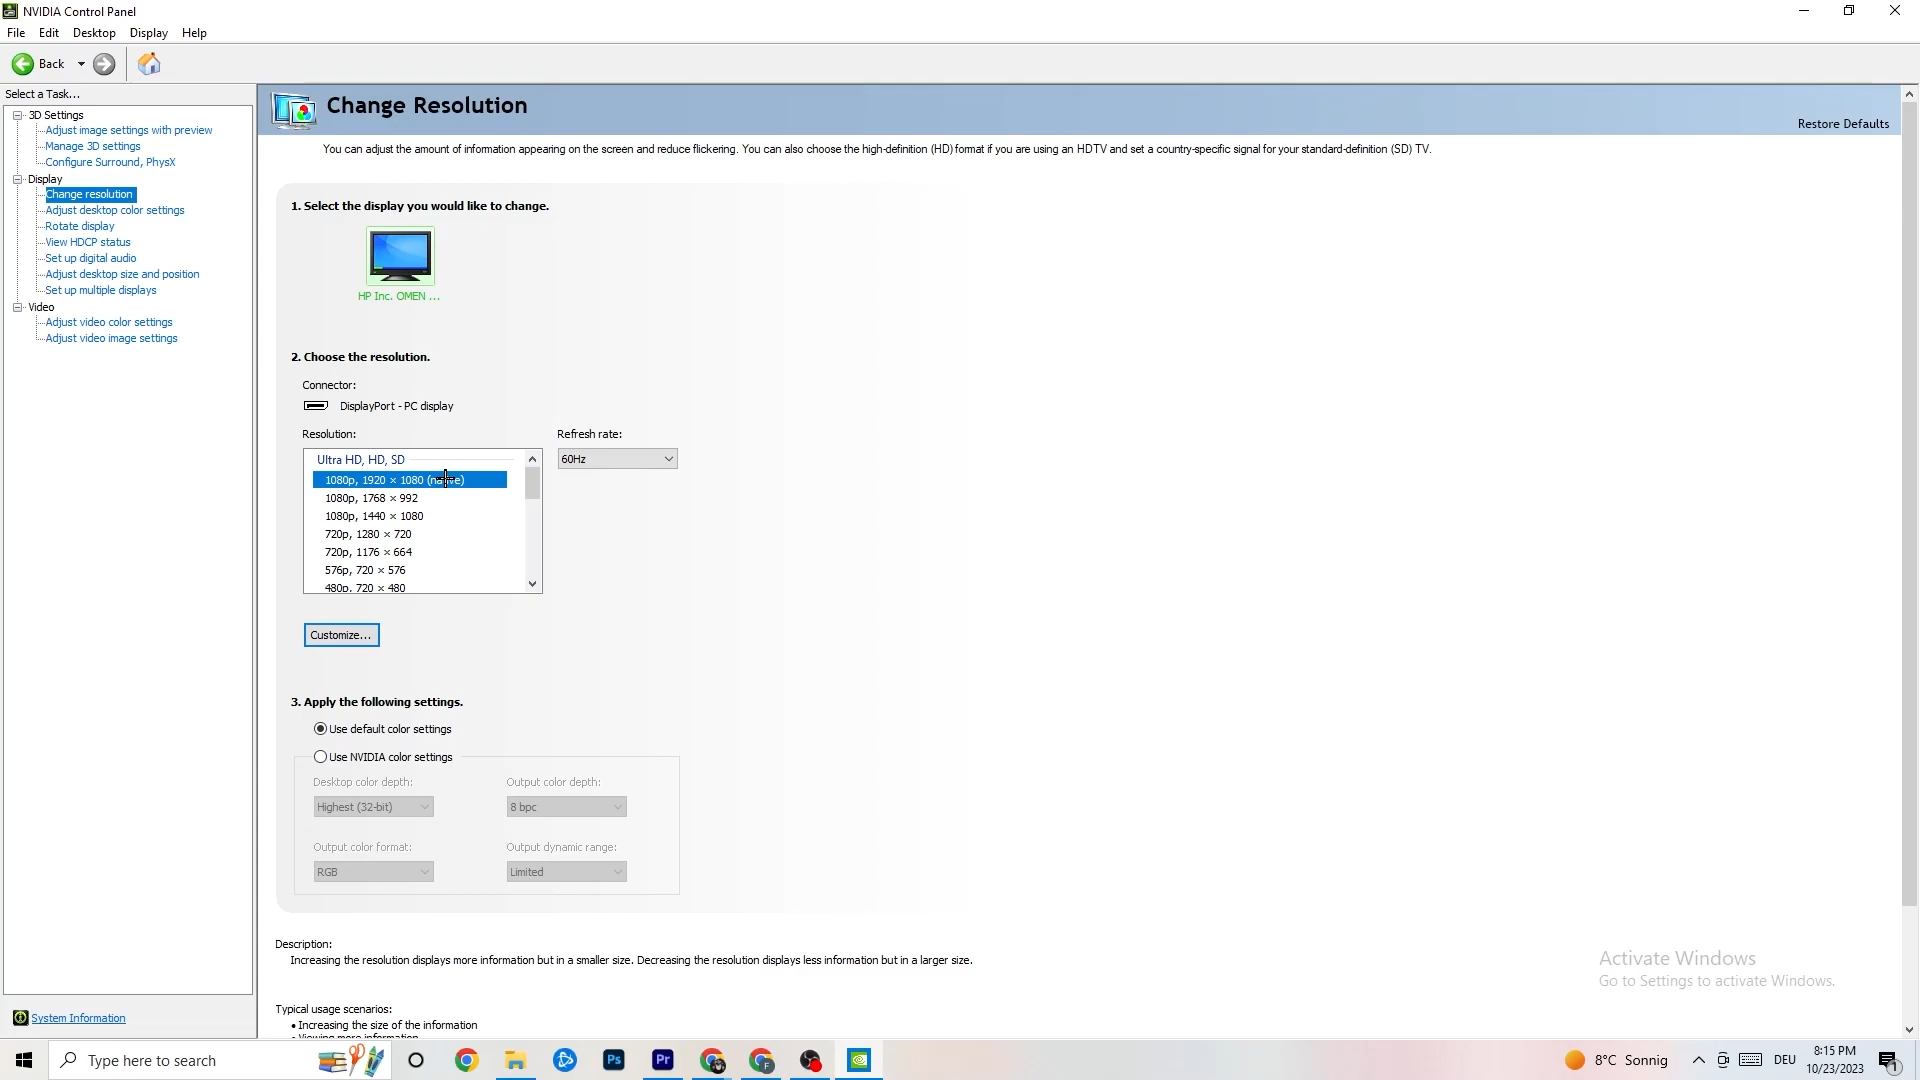 NVIDIA Control Panel
File Edit Desktop Display Help
Back
Select a Task...
3D Settings
Adjust image settings with preview
Manage 3D settings
Configure Surround, PhysX
Display
Change resolution
Adjust desktop color settings
Rotate display
View HDCP status
Set up digital audio
Adjust desktop size and position
Set up multiple displays
Video
Adjust video color settings
Adjust video image settings
System Information
Change Resolution
Restore Defaults
You can adjust the amount of information appearing on the screen and reduce flickering. You can also choose the high-definition (HD) format if you are using an HDTV and set a country-specific signal for your standard-definition (SD) TV.
1. Select the display you would like to change.
HP Inc. OMEN ...
2. Choose the resolution.
Connector:
DisplayPort - PC display
Resolution:
Refresh rate:
Ultra HD, HD, SD
60Hz
1080p, 1920 × 1080 (native)
1080p, 1768 × 992
1080p, 1440 × 1080
720p, 1280 × 720
720p, 1176 × 664
576p, 720 × 576
480p, 720 × 480
Customize...
3. Apply the following settings.
Use default color settings
Use NVIDIA color settings
Desktop color depth:
Output color depth:
Highest (32-bit)
8 bpc
Output color format:
Output dynamic range:
RGB
Limited
Description:
Increasing the resolution displays more information but in a smaller size. Decreasing the resolution displays less information but in a larger size.
Typical usage scenarios:
• Increasing the size of the information
• Viewing more information
Activate Windows
Go to Settings to activate Windows.
Type here to search
Ps
Pr
F
8°C Sonnig
DEU
8:15 PM
10/23/2023
1